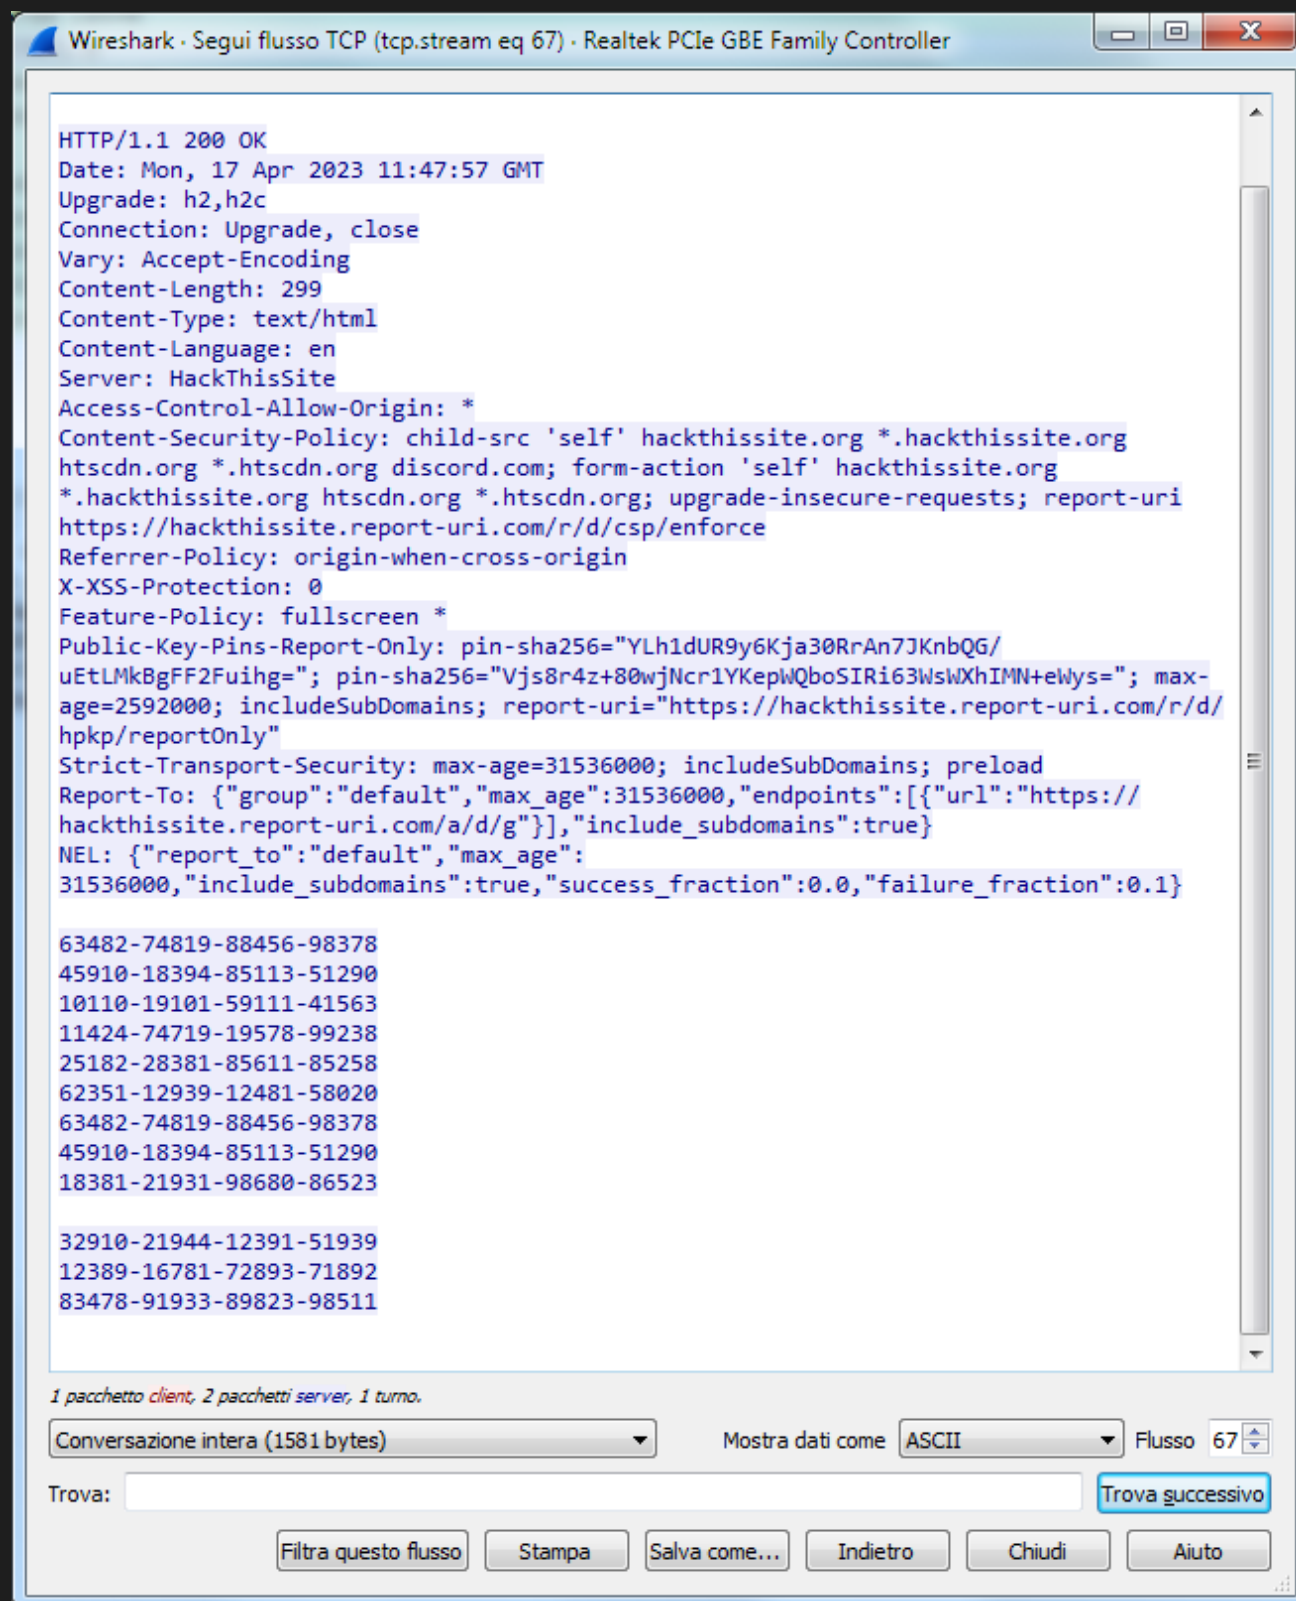 Wireshark · Segui flusso TCP (tcp.stream eq 67) · Realtek PCIe GBE Family Controller
HTTP/1.1 200 OK
Date: Mon, 17 Apr 2023 11:47:57 GMT
Upgrade: h2,h2c
Connection: Upgrade, close
Vary: Accept-Encoding
Content-Length: 299
Content-Type: text/html
Content-Language: en
Server: HackThisSite
Access-Control-Allow-Origin: *
Content-Security-Policy: child-src 'self' hackthissite.org *.hackthissite.org
htscdn.org *.htscdn.org discord.com; form-action 'self' hackthissite.org
*.hackthissite.org htscdn.org *.htscdn.org; upgrade-insecure-requests; report-uri
https://hackthissite.report-uri.com/r/d/csp/enforce
Referrer-Policy: origin-when-cross-origin
X-XSS-Protection: 0
Feature-Policy: fullscreen *
Public-Key-Pins-Report-Only: pin-sha256="YLh1dUR9y6Kja30RrAn7JKnbQG/
uEtLMkBgFF2Fuihg="; pin-sha256="Vjs8r4z+80wjNcr1YKepWQboSIRi63WsWXhIMN+eWys="; max-
age=2592000; includeSubDomains; report-uri="https://hackthissite.report-uri.com/r/d/
hpkp/reportOnly"
Strict-Transport-Security: max-age=31536000; includeSubDomains; preload
Report-To: {"group":"default","max_age":31536000,"endpoints":[{"url":"https://
hackthissite.report-uri.com/a/d/g"}],"include_subdomains":true}
NEL: {"report_to":"default","max_age":
31536000,"include_subdomains":true,"success_fraction":0.0,"failure_fraction":0.1}
63482-74819-88456-98378
45910-18394-85113-51290
10110-19101-59111-41563
11424-74719-19578-99238
25182-28381-85611-85258
62351-12939-12481-58020
63482-74819-88456-98378
45910-18394-85113-51290
18381-21931-98680-86523
32910-21944-12391-51939
12389-16781-72893-71892
83478-91933-89823-98511
1 pacchetto client, 2 pacchetti server, 1 turno.
Conversazione intera (1581 bytes) Mostra dati come ASCII Flusso 67
Trova: Trova successivo
Filtra questo flusso Stampa Salva come... Indietro Chiudi Aiuto